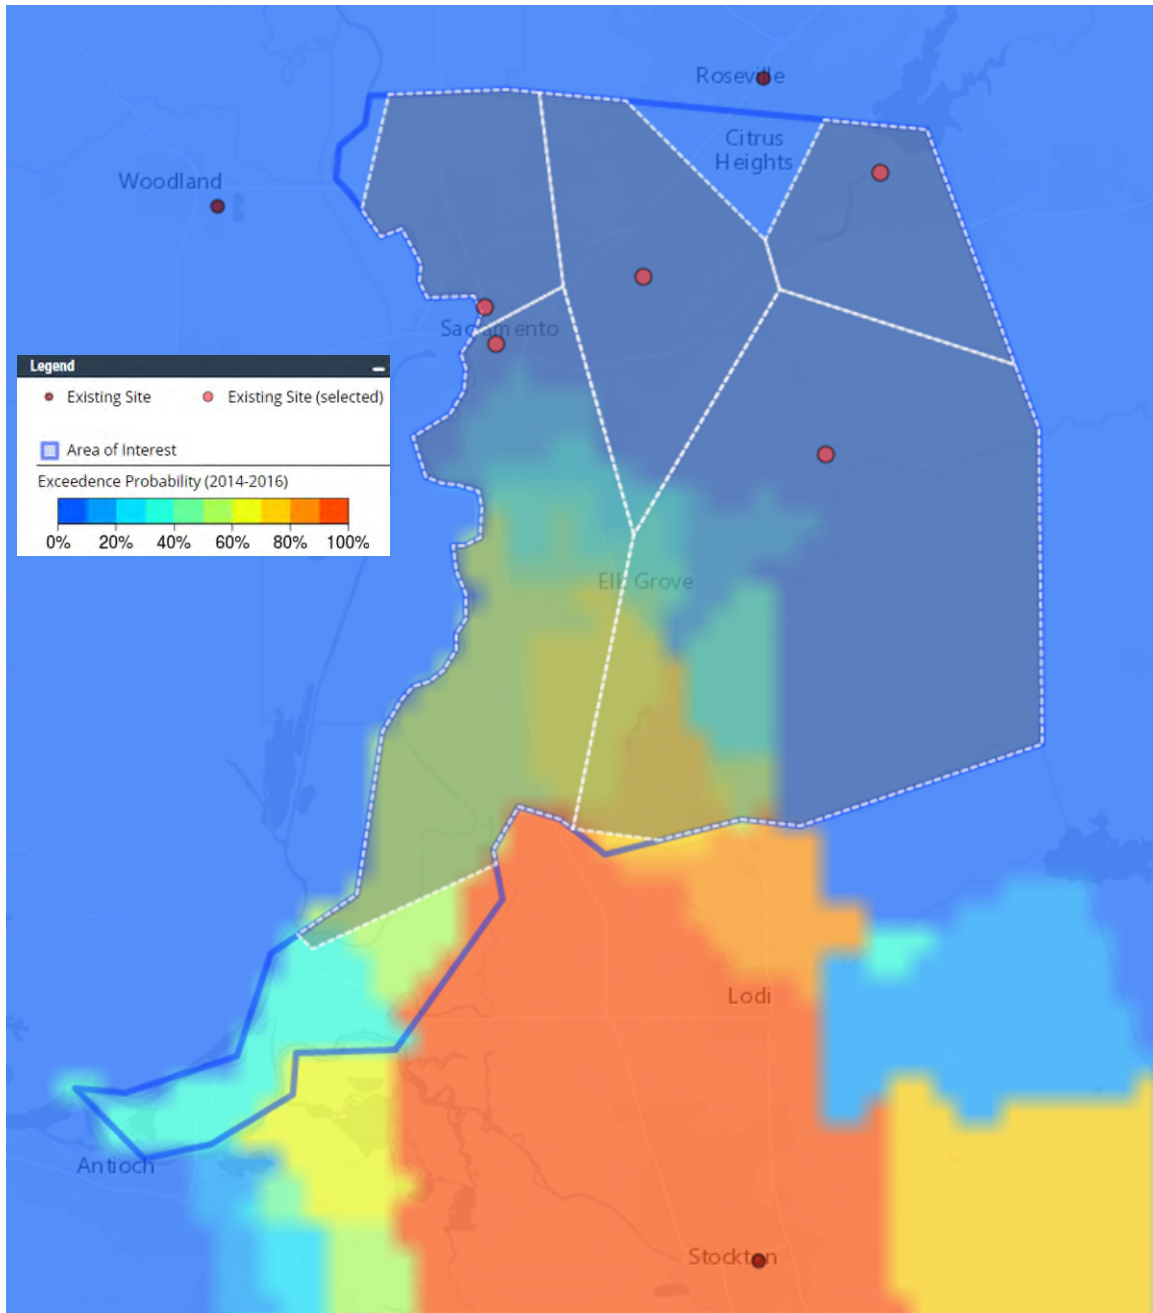 Roseville
Citrus
Heights
Woodland
Sacramento
Legend
Existing Site
Existing Site (selected)
Area of Interest
Exceedence Probability (2014-2016)
0% 20% 40% 60% 80% 100%
Elk Grove
Lodi
Antioch
Stockton